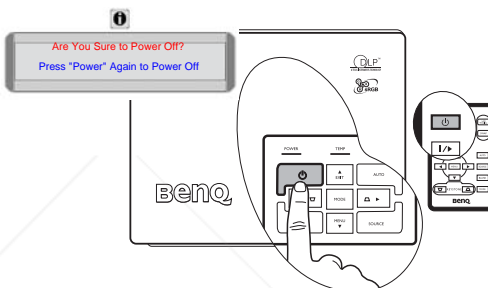 Are You Sure to Power Off?
Press "Power" Again to Power Off
DLP
sRGB
POWER
TEMP
EXIT
AUTO
MODE
MENU
SOURCE
BenQ
BenQ